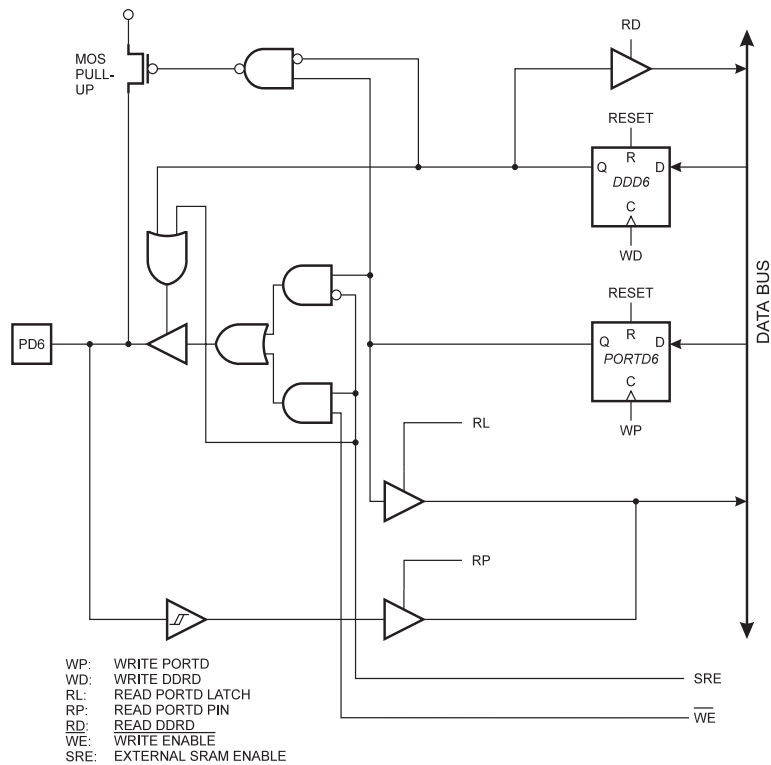 RD
MOS
PULL-
UP
RESET
R
Q
D
DDD6
C
WD
RESET
R
Q
D
PD6
PORTD6
C
WP
DATA BUS
RL
RP
WP: WRITE PORTD
WD: WRITE DDRD
RL: READ PORTD LATCH
RP: READ PORTD PIN
RD: READ DDRD
WE: WRITE ENABLE
SRE: EXTERNAL SRAM ENABLE
SRE
WE